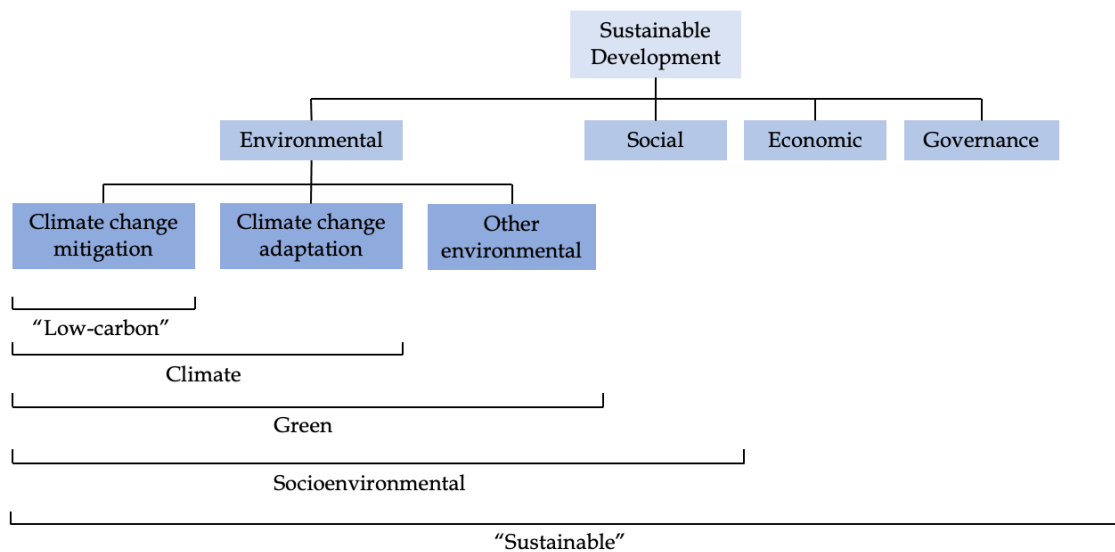 Sustainable
Development
Environmental
Social
Economic
Governance
Climate change
mitigation
Climate change
adaptation
Other
environmental
“Low-carbon”
Climate
Green
Socioenvironmental
“Sustainable”